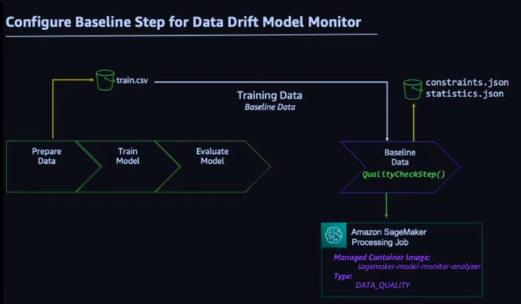 Configure Baseline Step for Data Drift Model Monitor
train.csv
Training Data
Baseline Data
constraints.json
statistics.json
Prepare
Data
Train
Model
Evaluate
Model
Baseline
Data
QualityCheckStep()
Amazon SageMaker
Processing Job
Managed Container Image:
sagemaker-model-monitor-analyzer
Type:
DATA_QUALITY